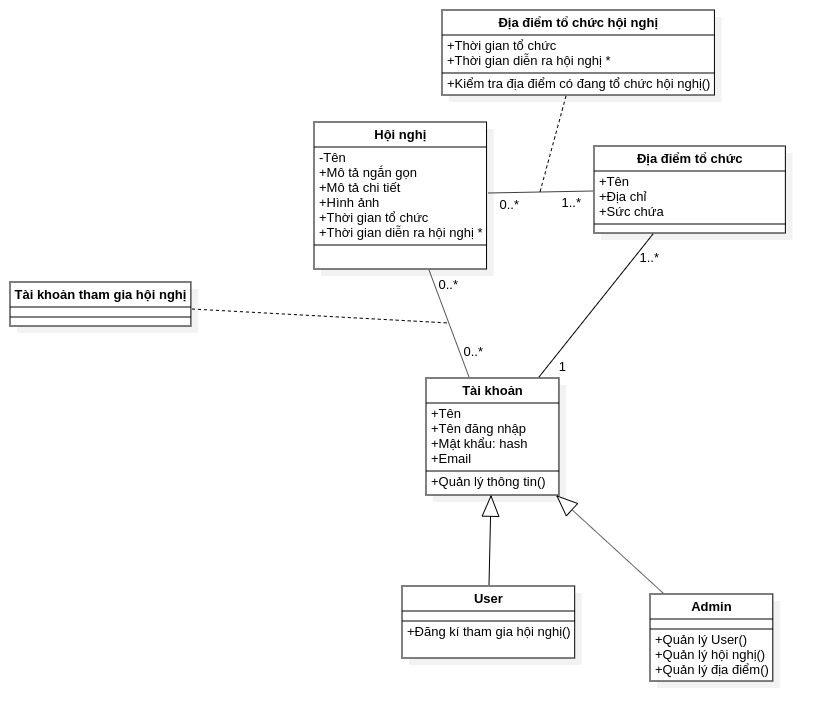 Địa điểm tổ chức hội nghị
+Thời gian tổ chức
+Thời gian diễn ra hội nghị *
+Kiểm tra địa điểm có đang tổ chức hội nghị()
Hội nghị
-Tên
+Mô tả ngắn gọn
+Mô tả chi tiết
+Hình ảnh
+Thời gian tổ chức
+Thời gian diễn ra hội nghị *
0..*
1..*
Địa điểm tổ chức
+Tên
+Địa chỉ
+Sức chứa
1..*
0..*
Tài khoản tham gia hội nghị
0..*
1
Tài khoản
+Tên
+Tên đăng nhập
+Mật khẩu: hash
+Email
+Quản lý thông tin()
User
+Đăng kí tham gia hội nghị()
Admin
+Quản lý User()
+Quản lý hội nghị()
+Quản lý địa điểm()